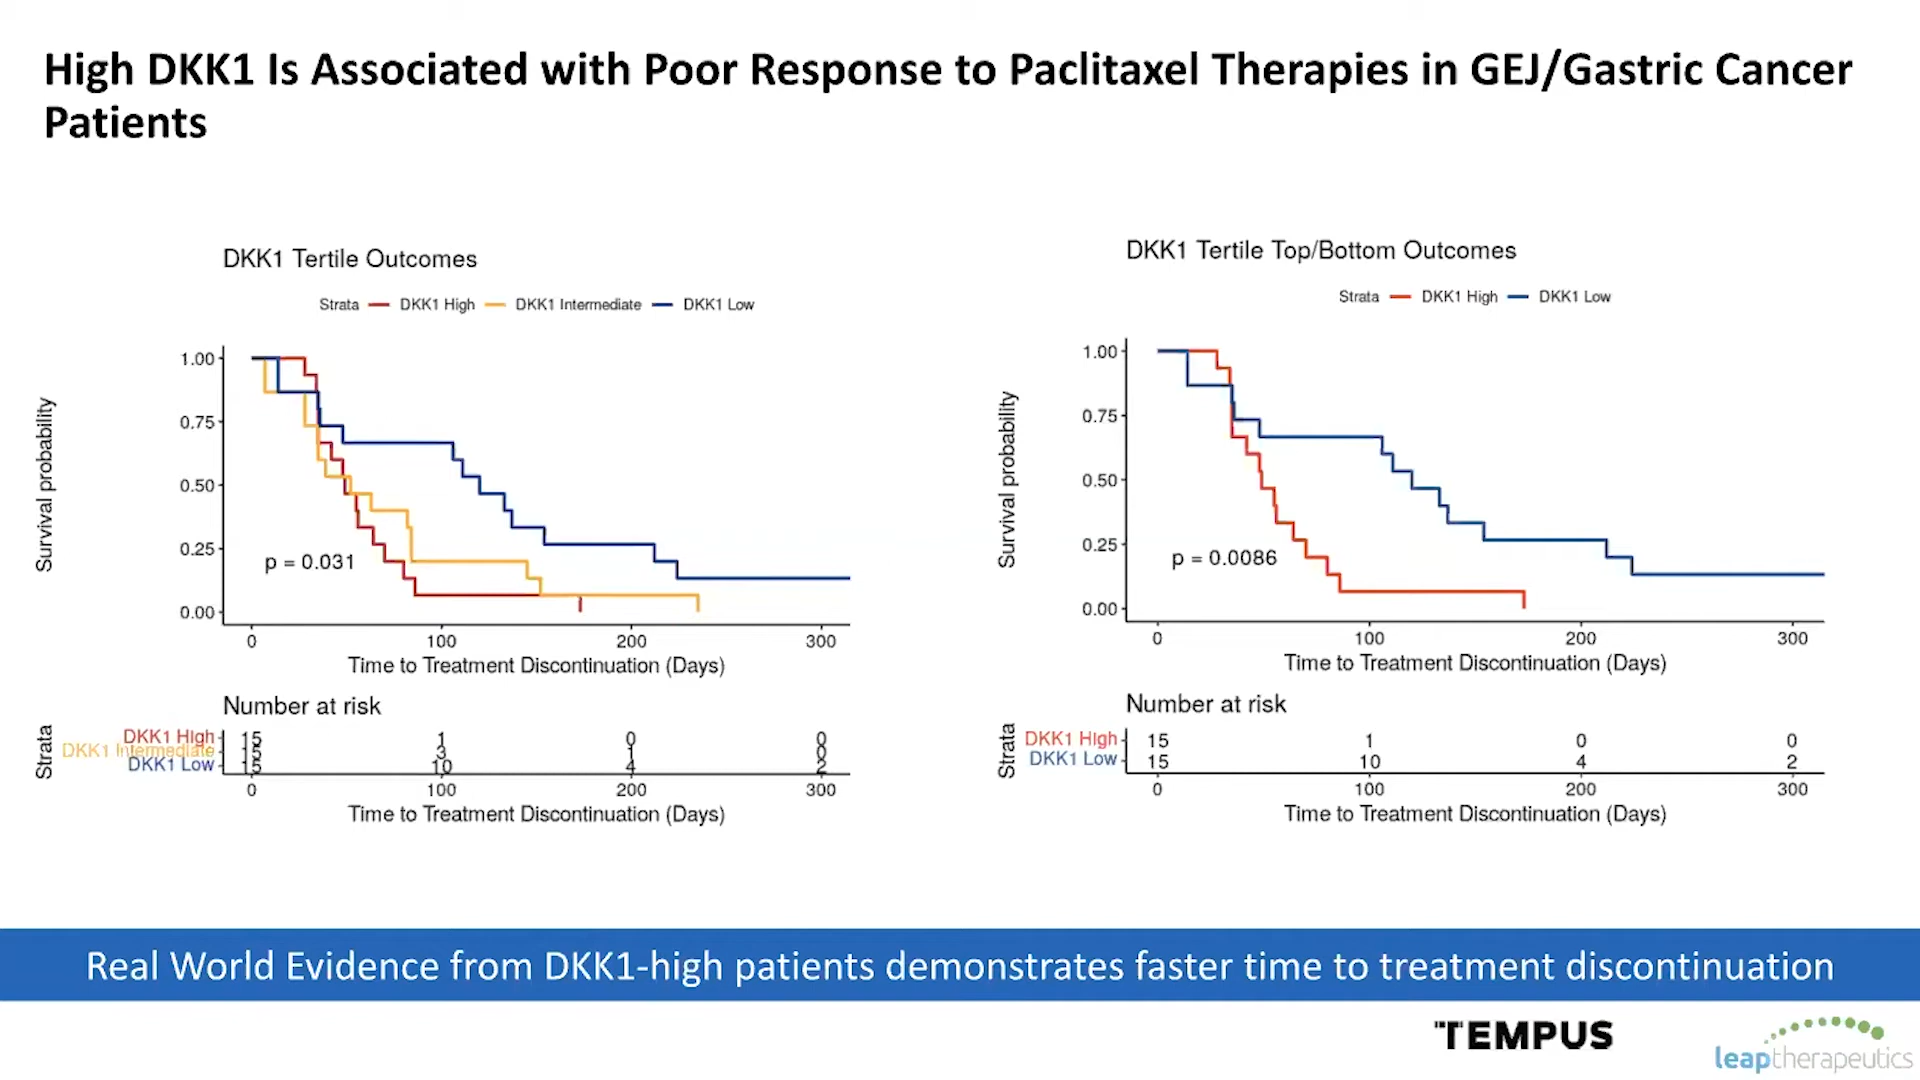 High DKK1 Is Associated with Poor Response to Paclitaxel Therapies in GEJ/Gastric Cancer
Patients
DKK1 Tertile Outcomes
Strata DKK1 High DKK1 Intermediate DKK1 Low
Survival probability
1.00
0.75
0.50
0.25
0.00
p = 0.031
0 100 200 300
Time to Treatment Discontinuation (Days)
Number at risk
Strata
DKK1 High 15 1 0 0
DKK1 Intermediate 15 3 1 0
DKK1 Low 15 10 4 2
0 100 200 300
Time to Treatment Discontinuation (Days)
DKK1 Tertile Top/Bottom Outcomes
Strata DKK1 High DKK1 Low
Survival probability
1.00
0.75
0.50
0.25
0.00
p = 0.0086
0 100 200 300
Time to Treatment Discontinuation (Days)
Number at risk
Strata
DKK1 High 15 1 0 0
DKK1 Low 15 10 4 2
0 100 200 300
Time to Treatment Discontinuation (Days)
Real World Evidence from DKK1-high patients demonstrates faster time to treatment discontinuation
TEMPUS
leaptherapeutics